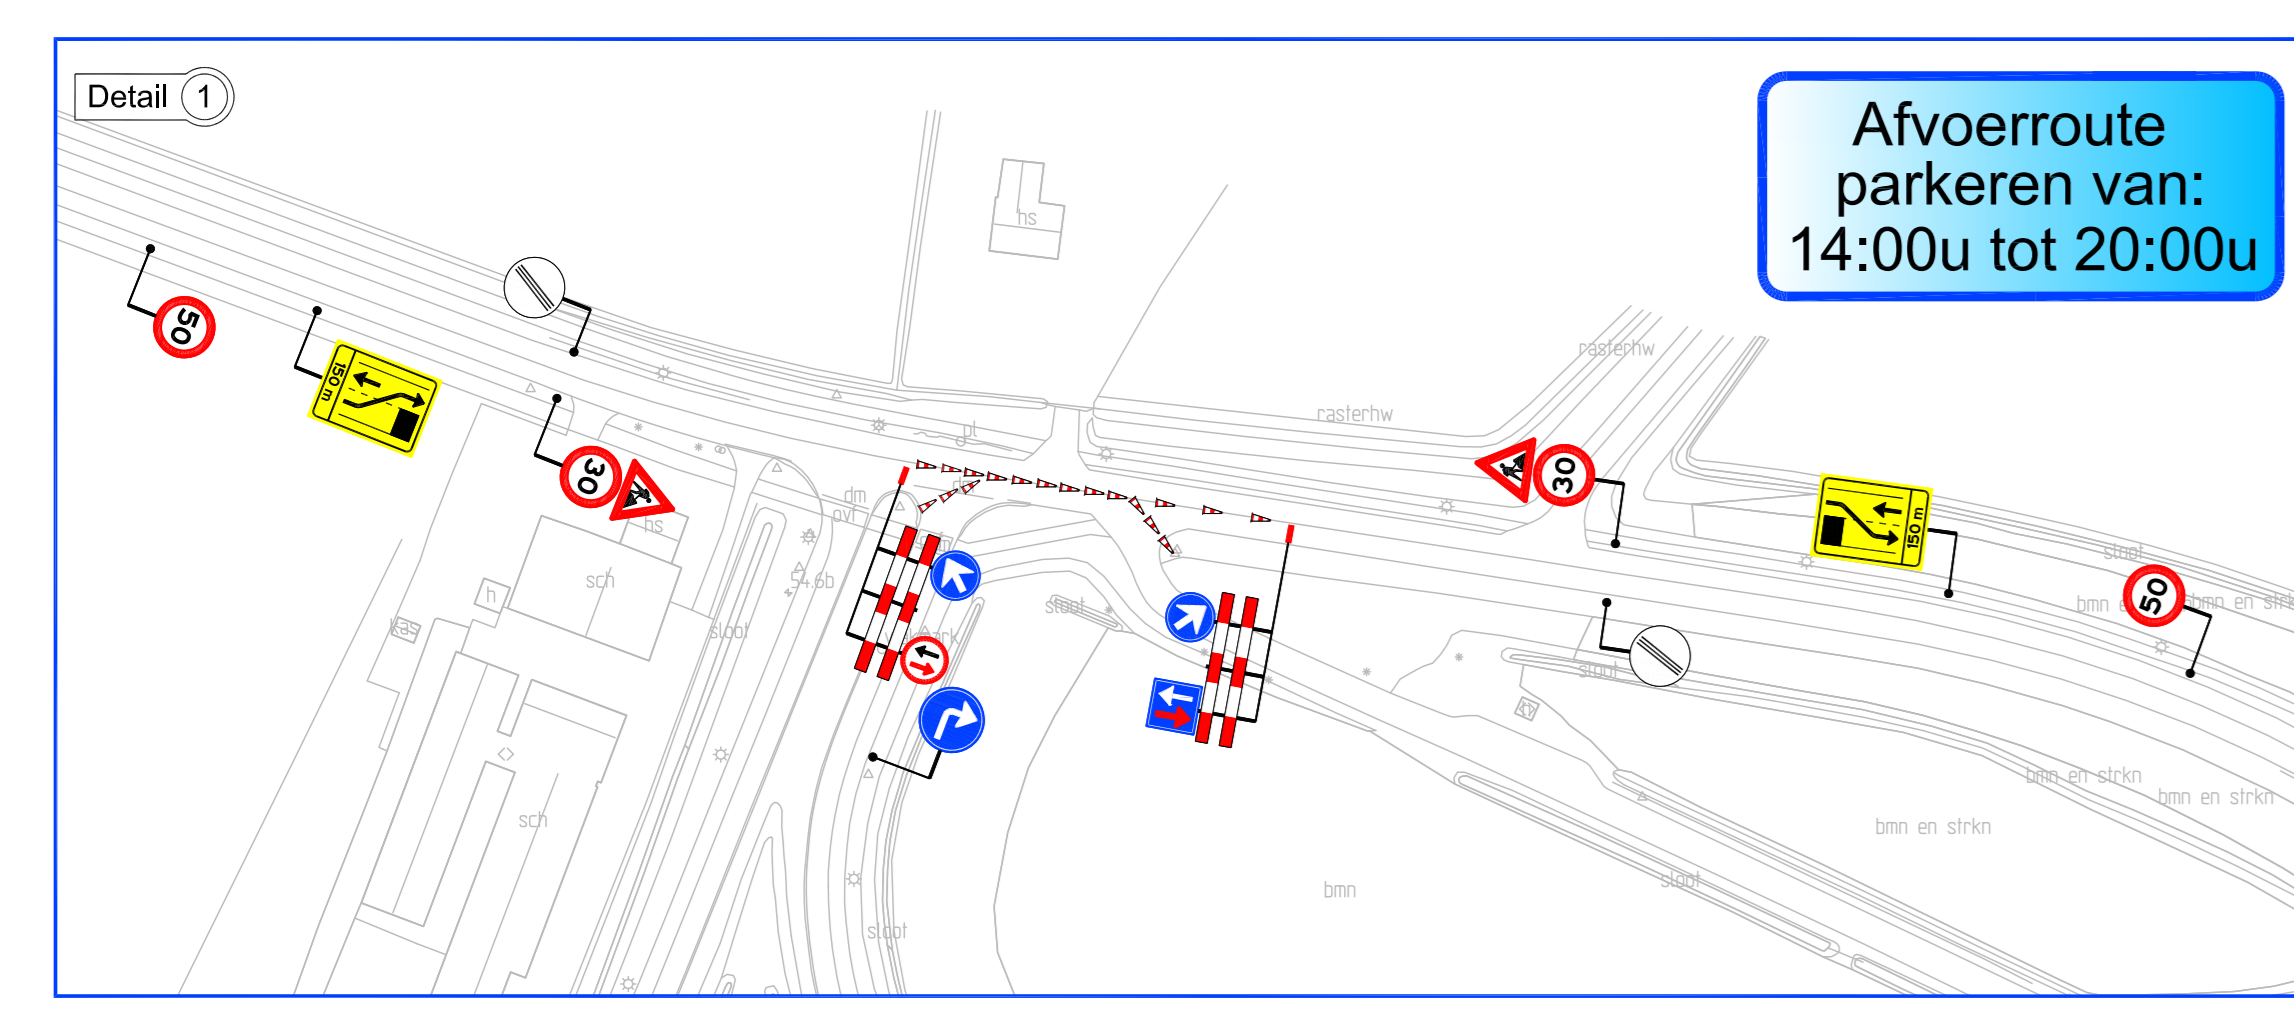 Detail 1
Afvoerroute
parkeren van:
14:00u tot 20:00u
hs
50
150 m
30
rasterhw
rasterhw
pl
dm
ovf
30
150 m
50
hs
sch
h
kas
54.6b
sloot
sloot
sloot
bmn en strkn
sloot
sch
bmn en strkn
bmn en strkn
bmn en strkn
sloot
bmn
sloot